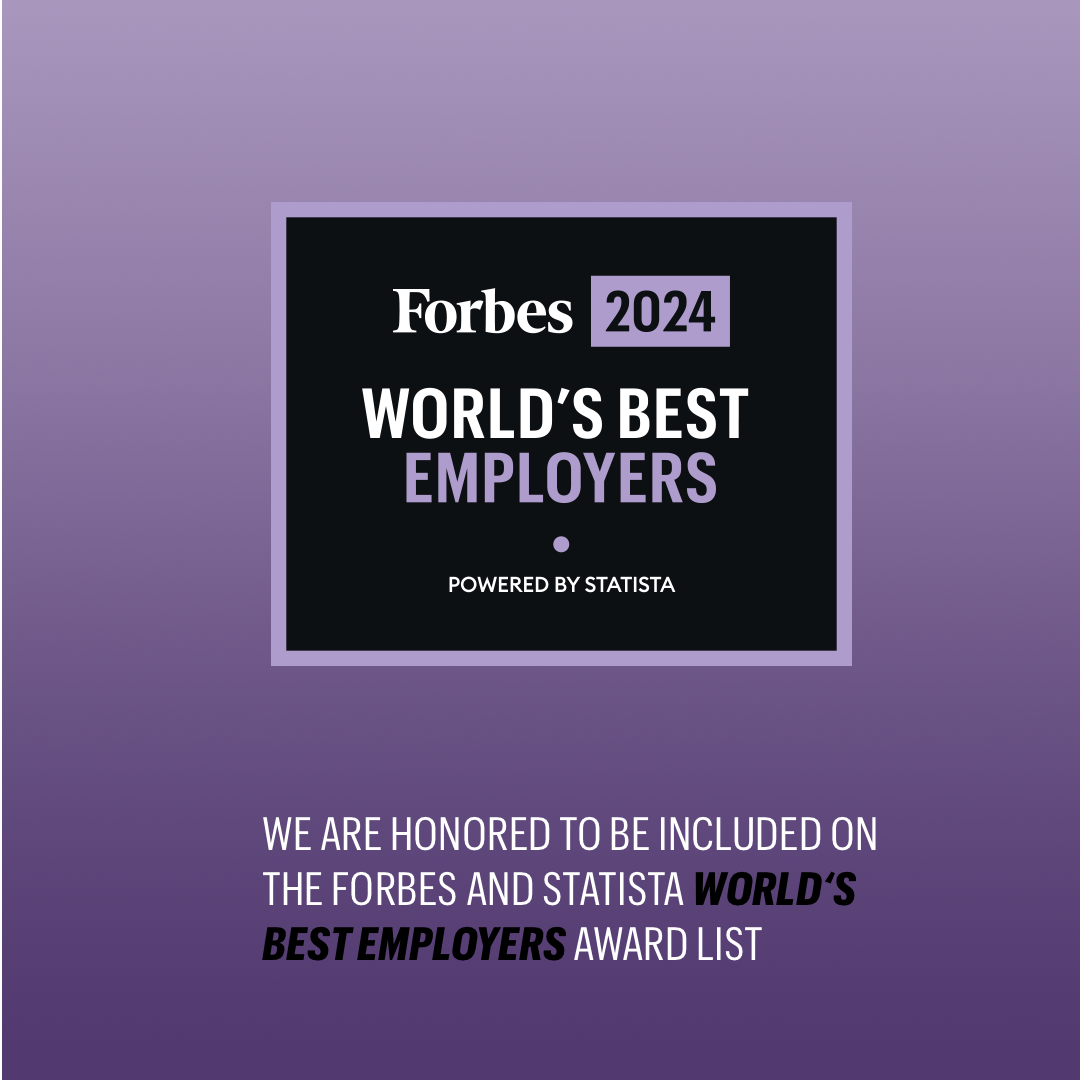 Forbes 2024
WORLD'S BEST
EMPLOYERS
POWERED BY STATISTA
WE ARE HONORED TO BE INCLUDED ON
THE FORBES AND STATISTA WORLD‘S
BEST EMPLOYERS AWARD LIST